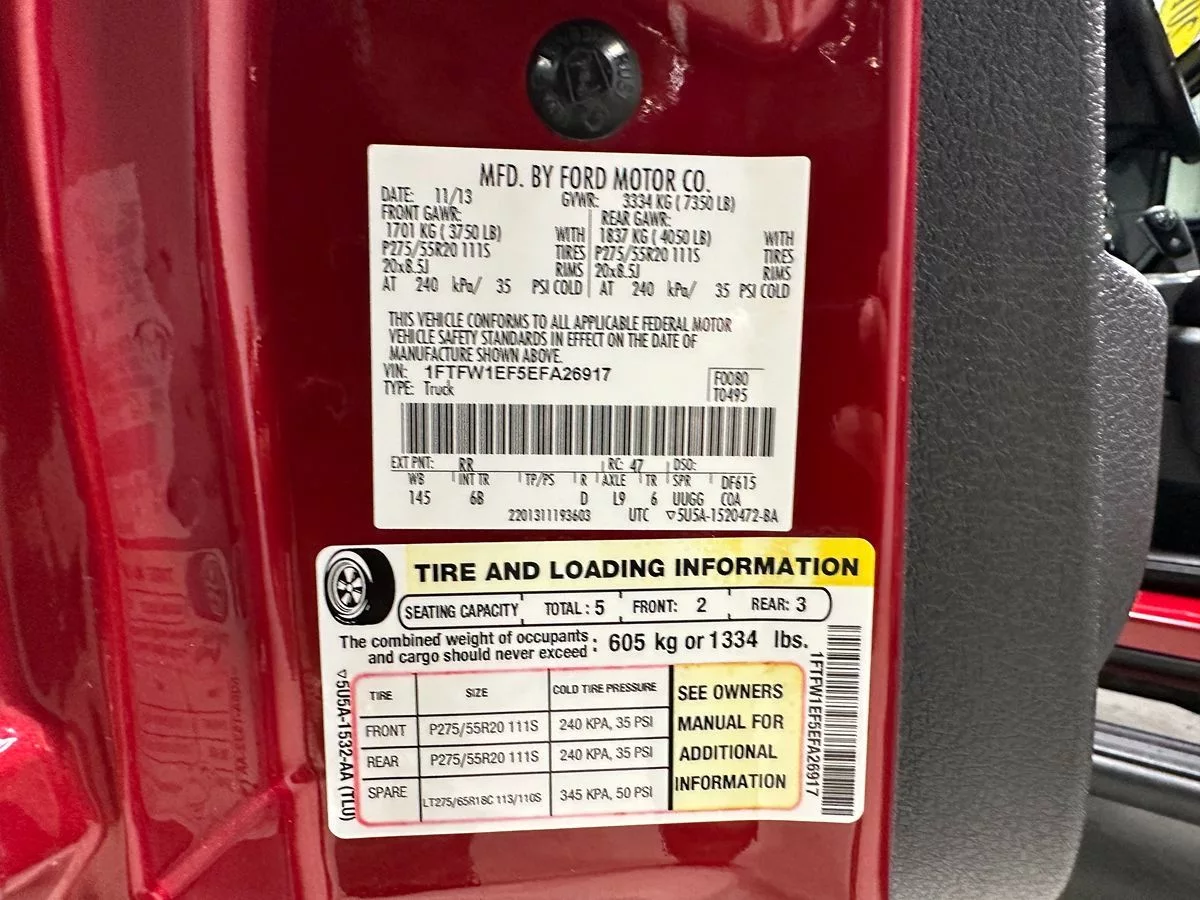 MFD. BY FORD MOTOR CO.
DATE: 11/13 GVWR: 3334 KG ( 7350 LB)
FRONT GAWR: REAR GAWR:
1701 KG ( 3750 LB) WITH 1837 KG ( 4050 LB) WITH
P275/55R20 111S TIRES P275/55R20 111S TIRES
20x8.5J RIMS 20x8.5J RIMS
AT 240 kPa/ 35 PSI COLD AT 240 kPa/ 35 PSI COLD
THIS VEHICLE CONFORMS TO ALL APPLICABLE FEDERAL MOTOR
VEHICLE SAFETY STANDARDS IN EFFECT ON THE DATE OF
MANUFACTURE SHOWN ABOVE.
VIN: 1FTFW1EF5EFA26917
TYPE: Truck
F0080
T0495
EXT PNT: RR RC: 47 DSO:
WB INT TR TP/PS R AXLE TR SPR DF615
145 6B D L9 6 UUGG COA
2201311193603 UTC ▽5U5A-1520472-BA
TIRE AND LOADING INFORMATION
SEATING CAPACITY TOTAL : 5 FRONT: 2 REAR: 3
The combined weight of occupants
and cargo should never exceed : 605 kg or 1334 lbs.
TIRE SIZE COLD TIRE PRESSURE
FRONT P275/55R20 111S 240 KPA, 35 PSI
REAR P275/55R20 111S 240 KPA, 35 PSI
SPARE LT275/65R18C 113/110S 345 KPA, 50 PSI
SEE OWNERS
MANUAL FOR
ADDITIONAL
INFORMATION
▽5U5A-1532-AA (TL0)
1FTFW1EF5EFA26917